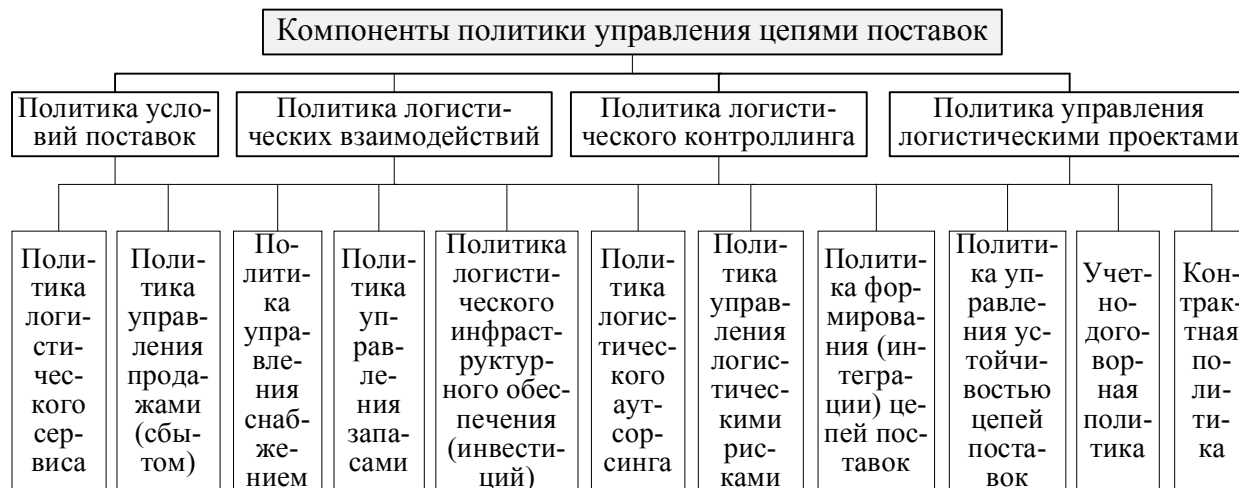 Компоненты политики управления цепями поставок
Политика усло-
вий поставок
Политика логисти-
ческих взаимодействий
Политика логисти-
ческого контроллинга
Политика управления
логистическими проектами
Поли-
тика
логи-
сти-
чес-
кого
сер-
виса
Поли-
тика
управ-
ления
прода-
жами
(сбы-
том)
По-
лити-
ка
упра-
вле-
ния
снаб-
же-
нием
Поли-
тика
уп-
рав-
ле-
ния
запа-
сами
Политика
логисти-
ческого
инфраст-
руктур-
ного обес-
печения
(инвести-
ций)
Поли-
тика
логис-
тичес-
кого
аут-
сор-
синга
Поли-
тика
управ-
ления
логис-
тичес-
кими
рис-
ками
Полити-
ка фор-
мирова-
ния (ин-
тегра-
ции) це-
пей пос-
тавок
Полити-
ка уп-
равле-
ния ус-
тойчи-
востью
цепей
поста-
вок
Учет-
но-
дого-
вор-
ная
поли-
тика
Кон-
трак-
тная
по-
ли-
ти-
ка